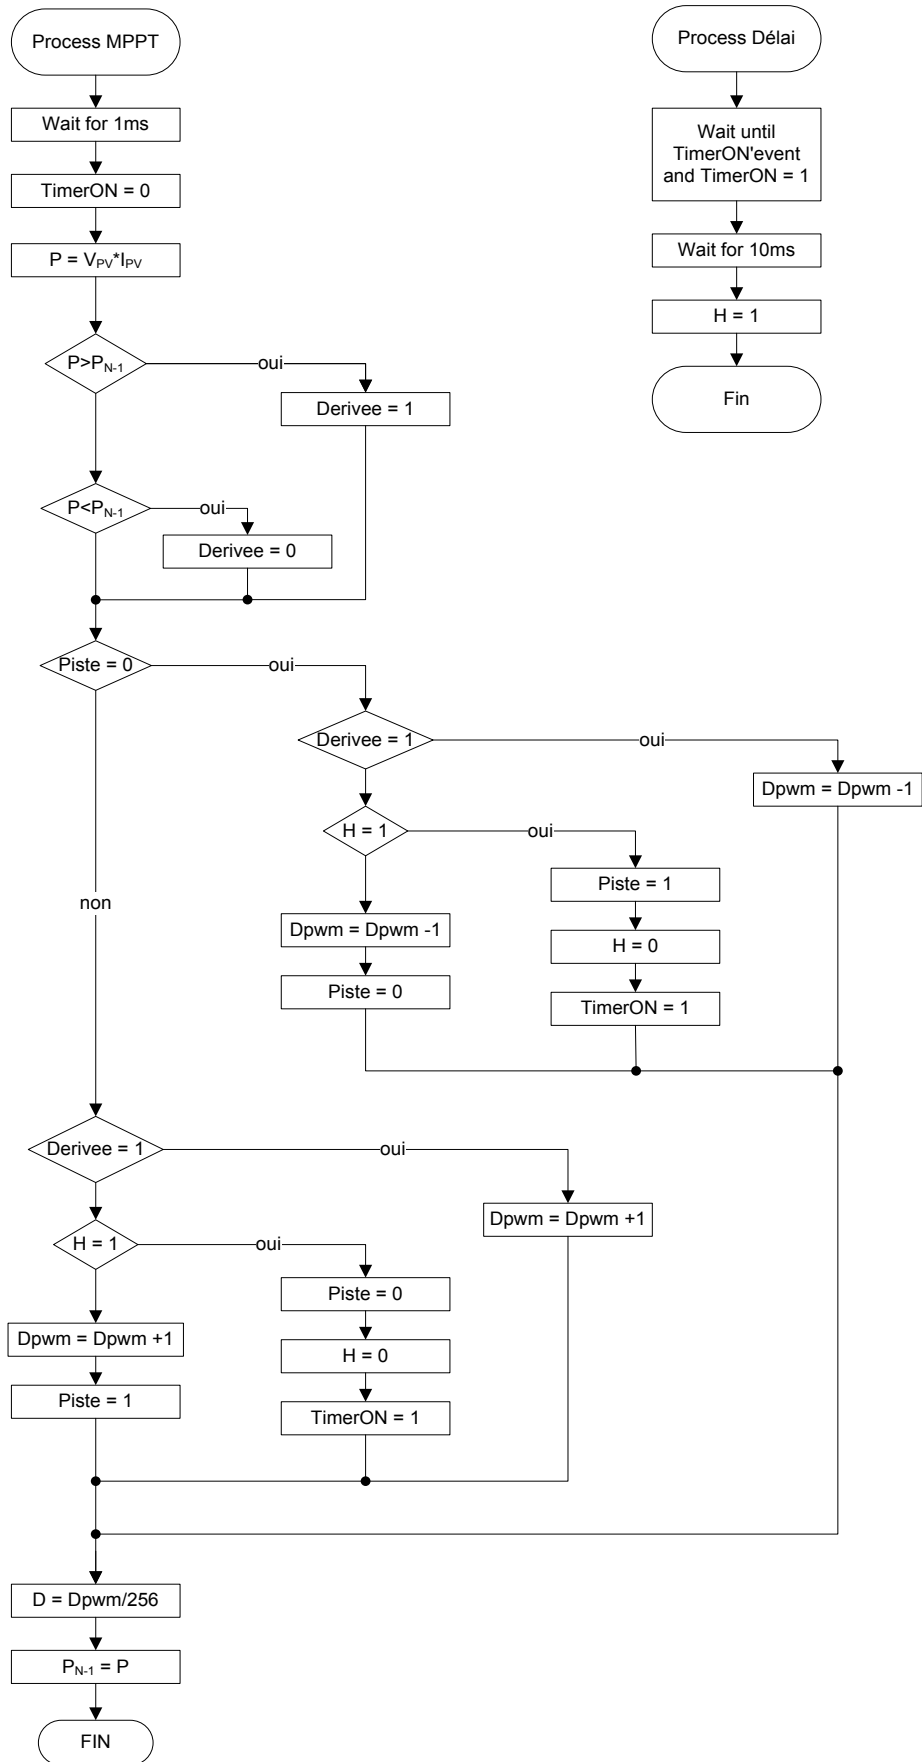 Process MPPT
Wait for 1ms
TimerON = 0
P = VPV*IPV
P>PN-1
oui
Derivee = 1
P<PN-1
oui
Derivee = 0
Piste = 0
oui
Derivee = 1
oui
Dpwm = Dpwm -1
H = 1
oui
Piste = 1
non
Dpwm = Dpwm -1
H = 0
Piste = 0
TimerON = 1
Derivee = 1
oui
Dpwm = Dpwm +1
H = 1
oui
Piste = 0
Dpwm = Dpwm +1
H = 0
Piste = 1
TimerON = 1
D = Dpwm/256
PN-1 = P
FIN
Process Délai
Wait until
TimerON'event
and TimerON = 1
Wait for 10ms
H = 1
Fin